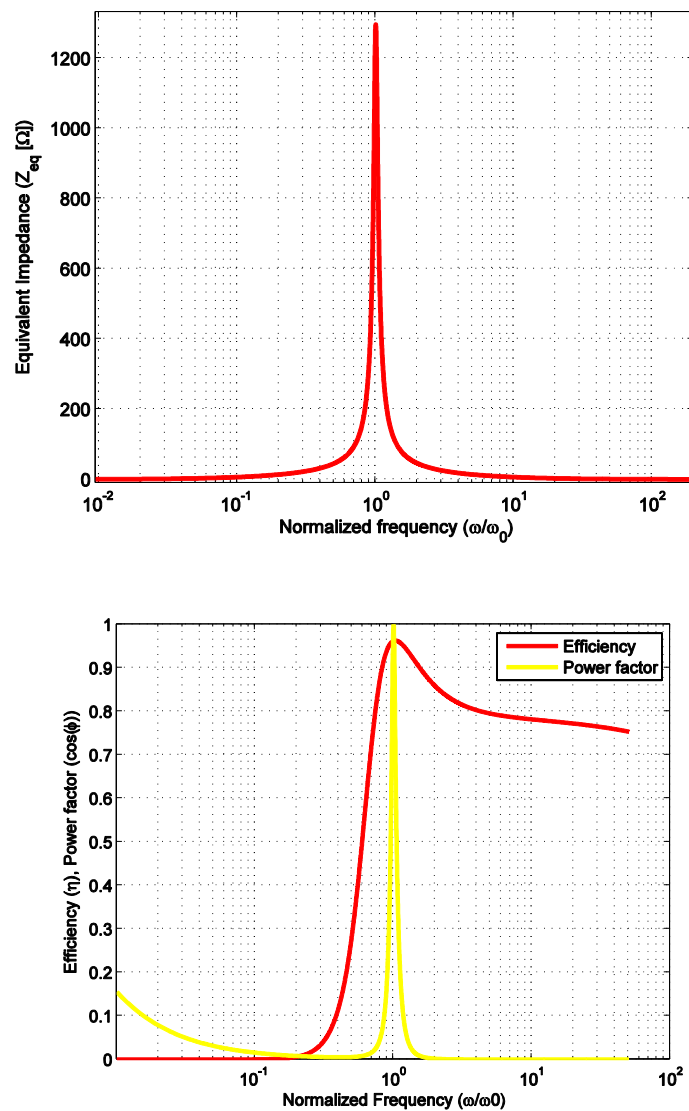 1200
1000
800
600
400
200
0
Equivalent Impedance (Z_eq [Ω])
10^-2 10^-1 10^0 10^1 10^2
Normalized frequency (ω/ω_0)
Efficiency
Power factor
1
0.9
0.8
0.7
0.6
0.5
0.4
0.3
0.2
0.1
0
Efficiency (η), Power factor (cos(ϕ))
10^-1 10^0 10^1 10^2
Normalized Frequency (ω/ω0)